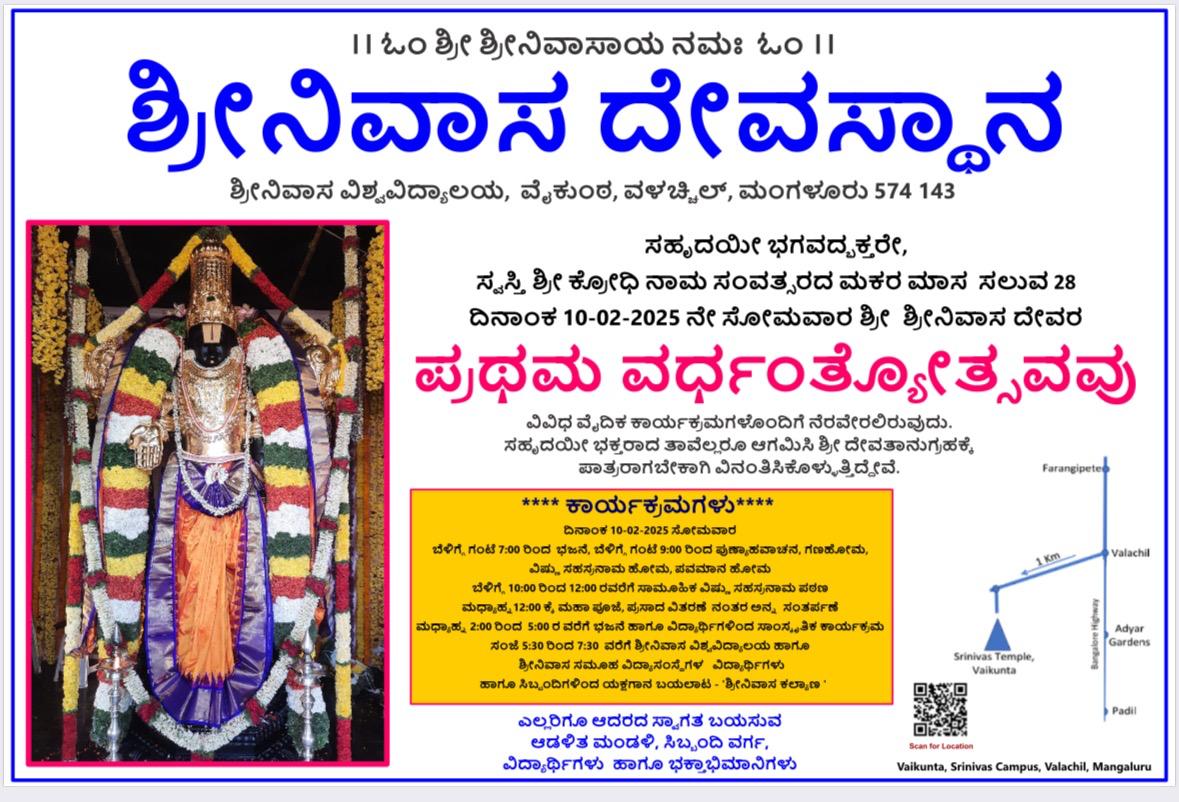 ।। ಓಂ ಶ್ರೀ ಶ್ರೀನಿವಾಸಾಯ ನಮಃ ಓಂ ।।
ಶ್ರೀನಿವಾಸ ದೇವಸ್ಥಾನ
ಶ್ರೀನಿವಾಸ ವಿಶ್ವವಿದ್ಯಾಲಯ, ವೈಕುಂಠ, ವಳಚ್ಚಿಲ್, ಮಂಗಳೂರು 574 143
ಸಹೃದಯೀ ಭಗವದ್ಭಕ್ತರೇ,
ಸ್ವಸ್ತಿ ಶ್ರೀ ಕ್ರೋಧಿ ನಾಮ ಸಂವತ್ಸರದ ಮಕರ ಮಾಸ ಸಲುವ 28
ದಿನಾಂಕ 10-02-2025 ನೇ ಸೋಮವಾರ ಶ್ರೀ ಶ್ರೀನಿವಾಸ ದೇವರ
ಪ್ರಥಮ ವರ್ಧಂತ್ಯೋತ್ಸವವು
ವಿವಿಧ ವೈದಿಕ ಕಾರ್ಯಕ್ರಮಗಳೊಂದಿಗೆ ನೆರವೇರಲಿರುವುದು.
ಸಹೃದಯೀ ಭಕ್ತರಾದ ತಾವೆಲ್ಲರೂ ಆಗಮಿಸಿ ಶ್ರೀ ದೇವತಾನುಗ್ರಹಕ್ಕೆ
ಪಾತ್ರರಾಗಬೇಕಾಗಿ ವಿನಂತಿಸಿಕೊಳ್ಳುತ್ತಿದ್ದೇವೆ.
**** ಕಾರ್ಯಕ್ರಮಗಳು****
ದಿನಾಂಕ 10-02-2025 ಸೋಮವಾರ
ಬೆಳಿಗ್ಗೆ ಗಂಟೆ 7:00 ರಿಂದ ಭಜನೆ, ಬೆಳಿಗ್ಗೆ ಗಂಟೆ 9:00 ರಿಂದ ಪುಣ್ಯಾಹವಾಚನ, ಗಣಹೋಮ,
ವಿಷ್ಣು ಸಹಸ್ರನಾಮ ಹೋಮ, ಪವಮಾನ ಹೋಮ
ಬೆಳಿಗ್ಗೆ 10:00 ರಿಂದ 12:00 ರವರೆಗೆ ಸಾಮೂಹಿಕ ವಿಷ್ಣು ಸಹಸ್ರನಾಮ ಪಠಣ
ಮಧ್ಯಾಹ್ನ 12:00 ಕ್ಕೆ ಮಹಾ ಪೂಜೆ, ಪ್ರಸಾದ ವಿತರಣೆ ನಂತರ ಅನ್ನ ಸಂತರ್ಪಣೆ
ಮಧ್ಯಾಹ್ನ 2:00 ರಿಂದ 5:00 ರ ವರೆಗೆ ಭಜನೆ ಹಾಗೂ ವಿದ್ಯಾರ್ಥಿಗಳಿಂದ ಸಾಂಸ್ಕೃತಿಕ ಕಾರ್ಯಕ್ರಮ
ಸಂಜೆ 5:30 ರಿಂದ 7:30 ವರೆಗೆ ಶ್ರೀನಿವಾಸ ವಿಶ್ವವಿದ್ಯಾಲಯ ಹಾಗೂ
ಶ್ರೀನಿವಾಸ ಸಮೂಹ ವಿದ್ಯಾಸಂಸ್ಥೆಗಳ ವಿದ್ಯಾರ್ಥಿಗಳು
ಹಾಗೂ ಸಿಬ್ಬಂದಿಗಳಿಂದ ಯಕ್ಷಗಾನ ಬಯಲಾಟ - 'ಶ್ರೀನಿವಾಸ ಕಲ್ಯಾಣ '
ಎಲ್ಲರಿಗೂ ಆದರದ ಸ್ವಾಗತ ಬಯಸುವ
ಆಡಳಿತ ಮಂಡಳಿ, ಸಿಬ್ಬಂದಿ ವರ್ಗ,
ವಿದ್ಯಾರ್ಥಿಗಳು ಹಾಗೂ ಭಕ್ತಾಭಿಮಾನಿಗಳು
Farangipete
Valachil
1 Km
Bangalore Highway
Adyar
Gardens
Srinivas Temple,
Vaikunta
Padil
Scan for Location
Vaikunta, Srinivas Campus, Valachil, Mangaluru